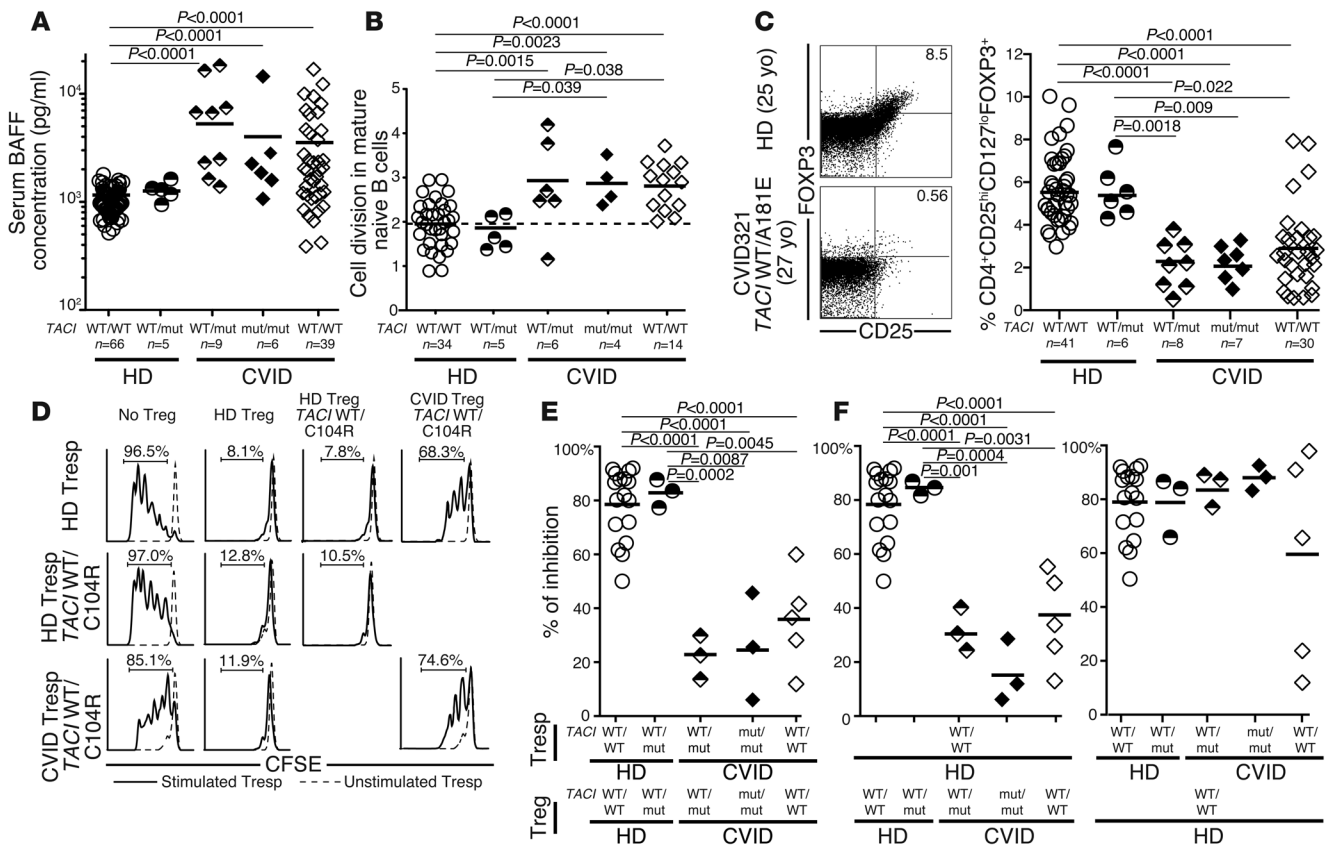 A
P<0.0001
P<0.0001
P<0.0001
Serum BAFF
concentration (pg/ml)
10⁴
10³
10²
TACI WT/WT WT/mut WT/mut mut/mut WT/WT
n=66 n=5 n=9 n=6 n=39
HD CVID
B
P<0.0001
P=0.0023
P=0.0015 P=0.038
P=0.039
Cell division in mature
naive B cells
5
4
3
2
1
0
TACI WT/WT WT/mut WT/mut mut/mut WT/WT
n=34 n=5 n=6 n=4 n=14
HD CVID
C
HD (25 yo)
CVID321
TACI WT/A181E
(27 yo)
FOXP3
8.5
0.56
CD25
P<0.0001
P<0.0001
P<0.0001 P=0.022
P=0.009
P=0.0018
% CD4⁺CD25ʰⁱCD127ˡᵒFOXP3⁺
12
10
8
6
4
2
0
TACI WT/WT WT/mut WT/mut mut/mut WT/WT
n=41 n=6 n=8 n=7 n=30
HD CVID
D
No Treg
HD Treg
HD Treg
TACI WT/
C104R
CVID Treg
TACI WT/
C104R
HD Tresp
96.5% 8.1% 7.8% 68.3%
HD Tresp
TACI WT/
C104R
97.0% 12.8% 10.5%
CVID Tresp
TACI WT/
C104R
85.1% 11.9% 74.6%
CFSE
Stimulated Tresp Unstimulated Tresp
E
P<0.0001
P<0.0001
P<0.0001 P=0.0045
P=0.0087
P=0.0002
% of inhibition
100%
80
60
40
20
0
Tresp
TACI WT/ WT/ WT/ mut/ WT/
WT mut mut mut WT
HD CVID
Treg
TACI WT/ WT/ WT/ mut/ WT/
WT mut mut mut WT
HD CVID
F
P<0.0001
P<0.0001
P<0.0001 P=0.0031
P=0.0004
P=0.001
100%
80
60
40
20
0
WT/
WT
HD
WT/ WT/ WT/ mut/ WT/
WT mut mut mut WT
HD CVID
100%
80
60
40
20
0
WT/ WT/ WT/ mut/ WT/
WT mut mut mut WT
HD CVID
WT/
WT
HD